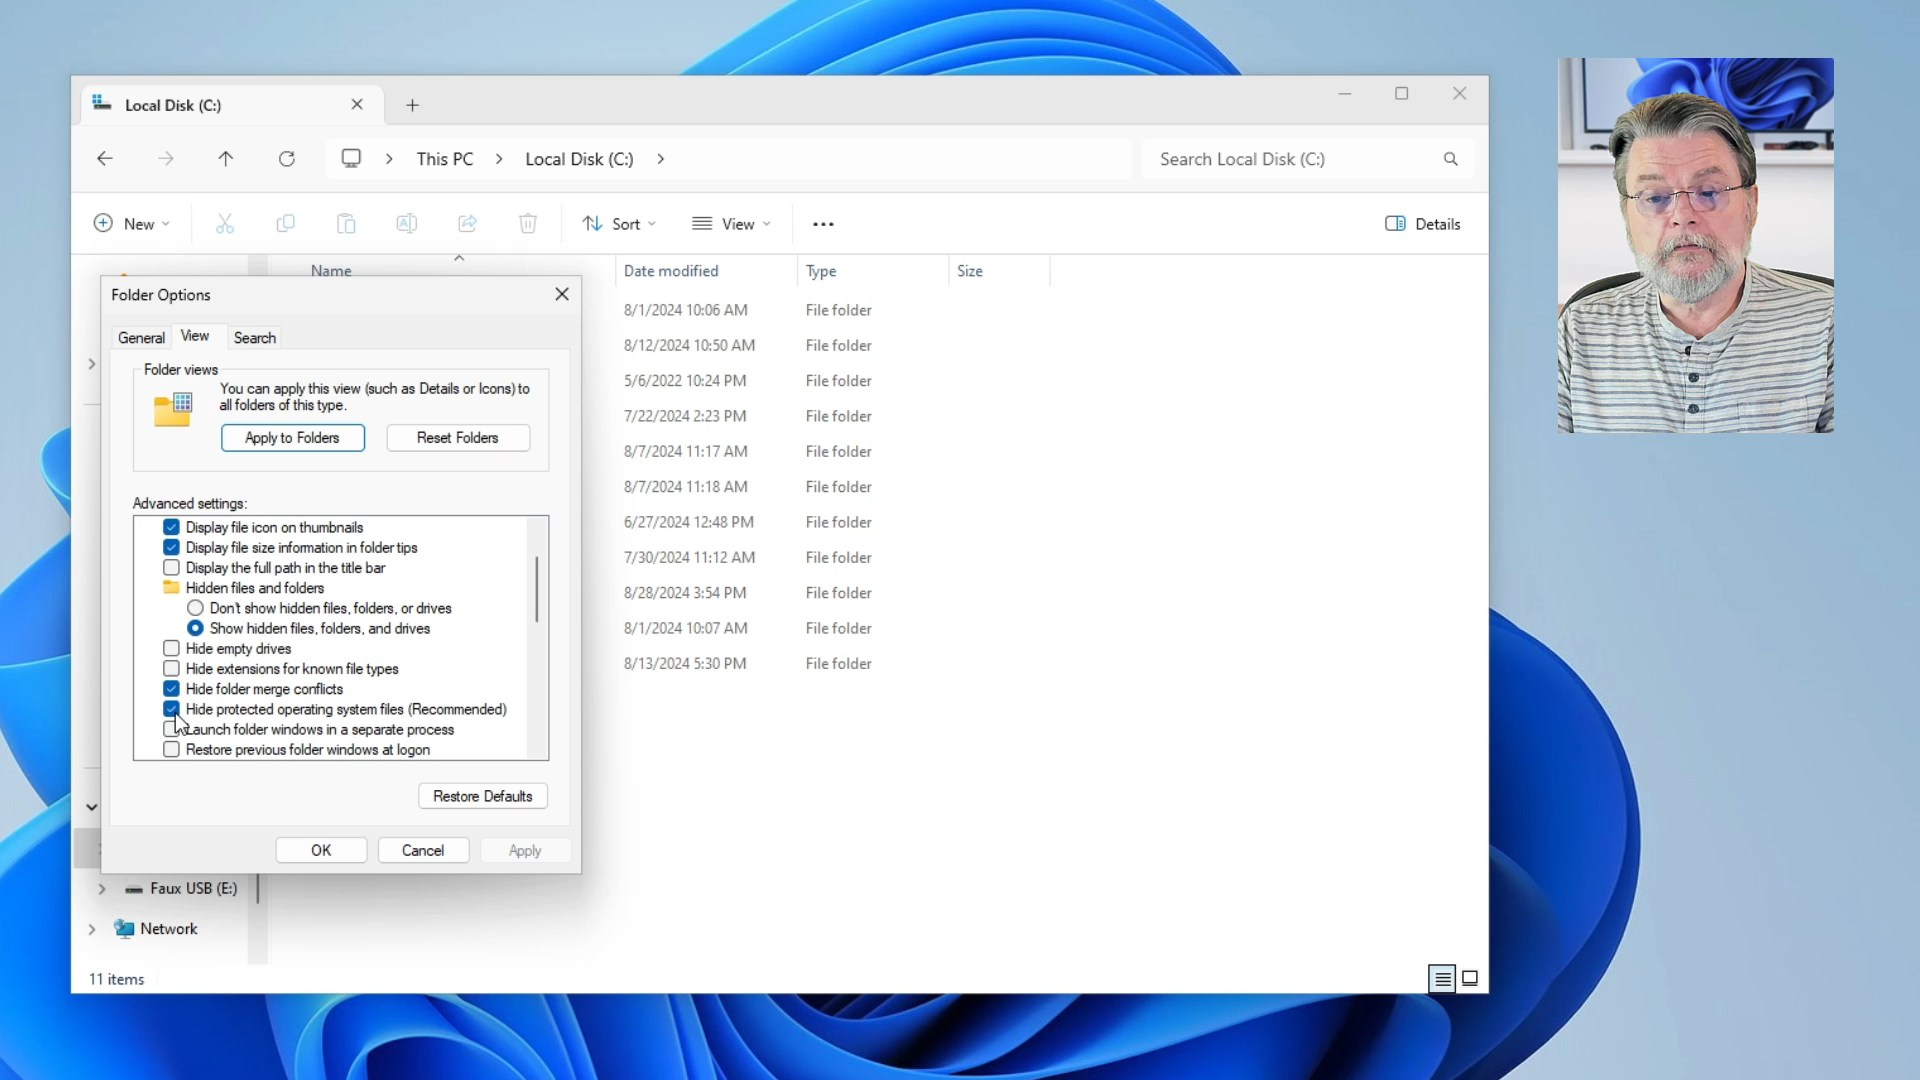 Local Disk (C:)
This PC
Local Disk (C:)
Search Local Disk (C:)
New
Sort
View
Details
Name
Date modified
Type
Size
8/1/2024 10:06 AM File folder
8/12/2024 10:50 AM File folder
5/6/2022 10:24 PM File folder
7/22/2024 2:23 PM File folder
8/7/2024 11:17 AM File folder
8/7/2024 11:18 AM File folder
6/27/2024 12:48 PM File folder
7/30/2024 11:12 AM File folder
8/28/2024 3:54 PM File folder
8/1/2024 10:07 AM File folder
8/13/2024 5:30 PM File folder
Folder Options
General
View
Search
Folder views
You can apply this view (such as Details or Icons) to
all folders of this type.
Apply to Folders
Reset Folders
Advanced settings:
Display file icon on thumbnails
Display file size information in folder tips
Display the full path in the title bar
Hidden files and folders
Don't show hidden files, folders, or drives
Show hidden files, folders, and drives
Hide empty drives
Hide extensions for known file types
Hide folder merge conflicts
Hide protected operating system files (Recommended)
Launch folder windows in a separate process
Restore previous folder windows at logon
Restore Defaults
OK
Cancel
Apply
Faux USB (E:)
Network
11 items